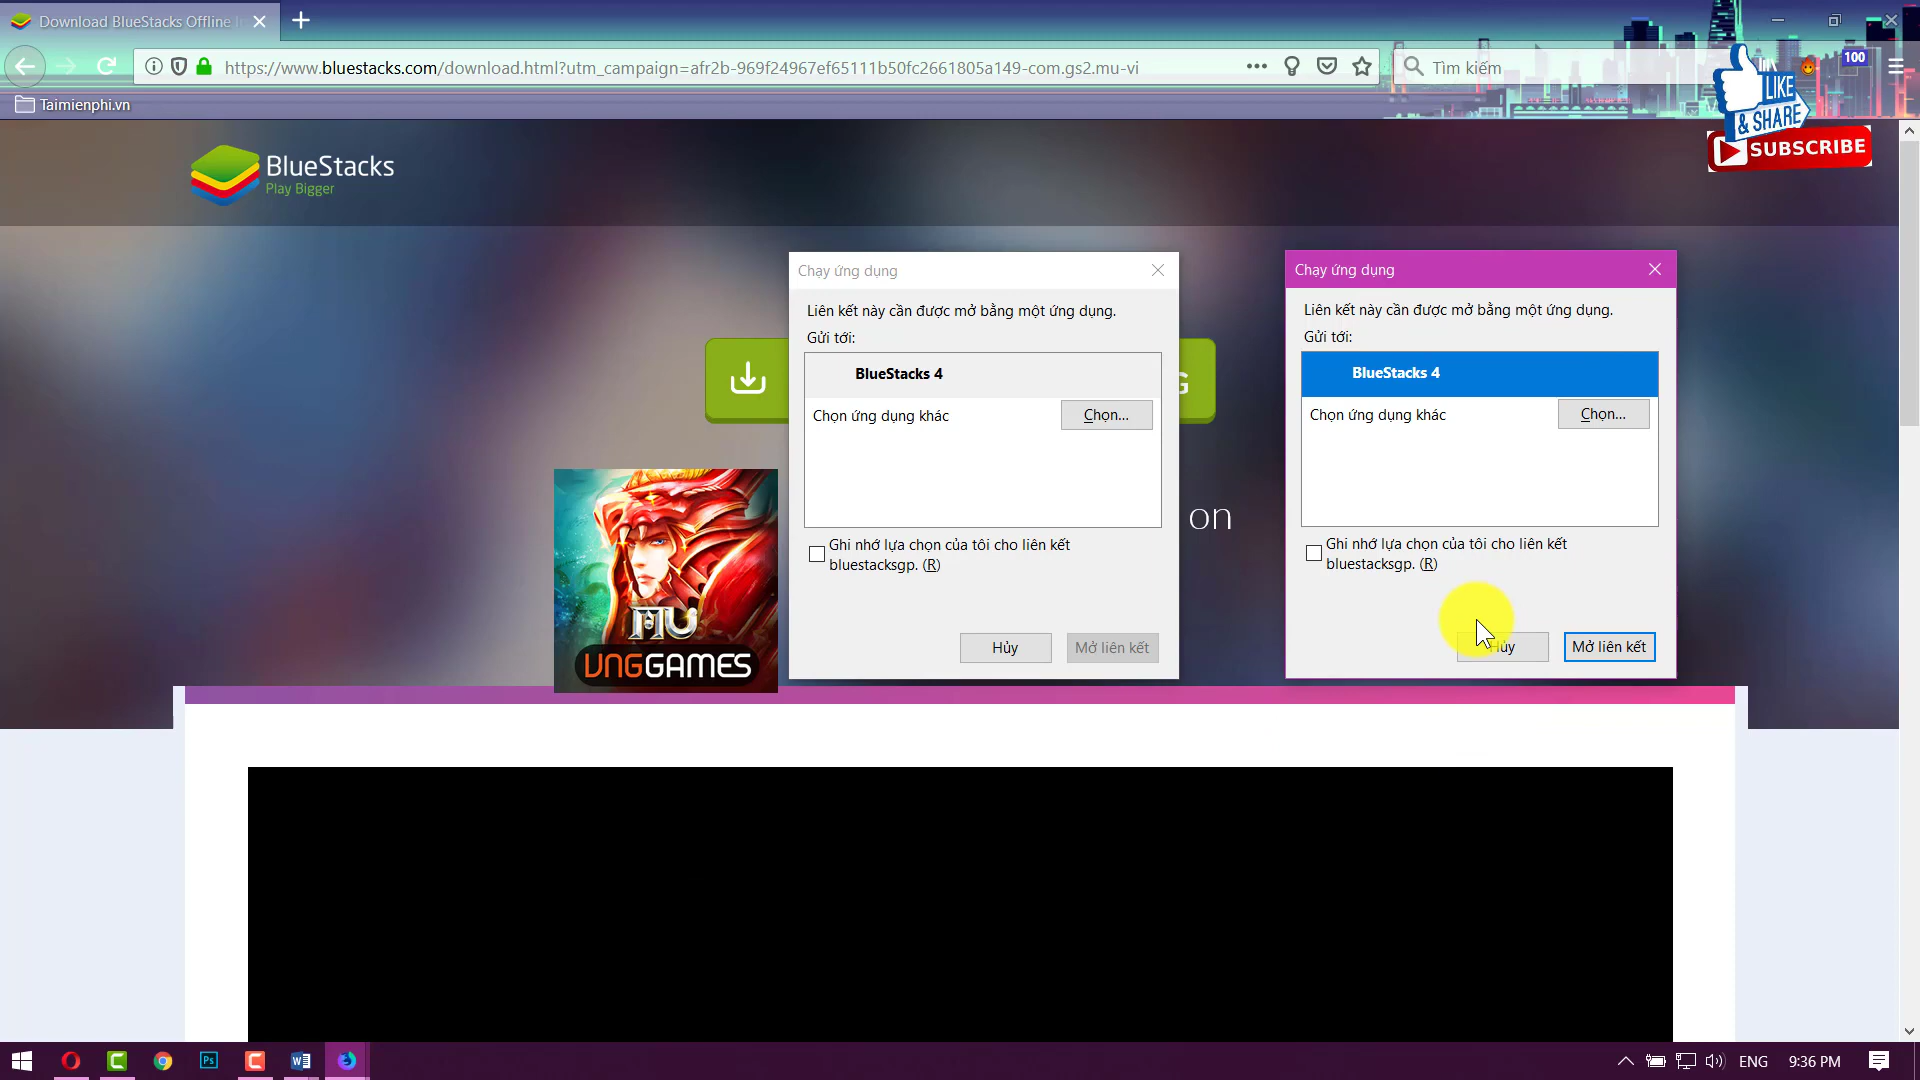 Download BlueStacks Offline In
https://www.bluestacks.com/download.html?utm_campaign=afr2b-969f24967ef65111b50fc2661805a149-com.gs2.mu-vi
Tìm kiếm
100
Taimienphi.vn
LIKE
& SHARE
SUBSCRIBE
BlueStacks
Play Bigger
Chạy ứng dụng
Liên kết này cần được mở bằng một ứng dụng.
Gửi tới:
BlueStacks 4
Chọn ứng dụng khác
Chọn...
Ghi nhớ lựa chọn của tôi cho liên kết
bluestacksgp. (R)
Hủy
Mở liên kết
G
on
Chạy ứng dụng
Liên kết này cần được mở bằng một ứng dụng.
Gửi tới:
BlueStacks 4
Chọn ứng dụng khác
Chọn...
Ghi nhớ lựa chọn của tôi cho liên kết
bluestacksgp. (R)
Hủy
Mở liên kết
MU
VNGGAMES
Ps
ENG
9:36 PM